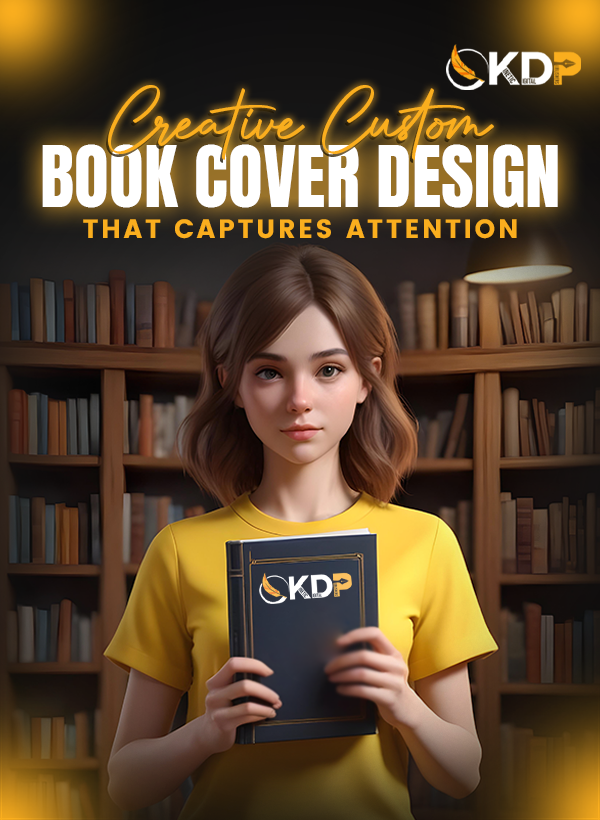 KDP
Creative Custom
BOOK COVER DESIGN
THAT CAPTURES ATTENTION
KDP